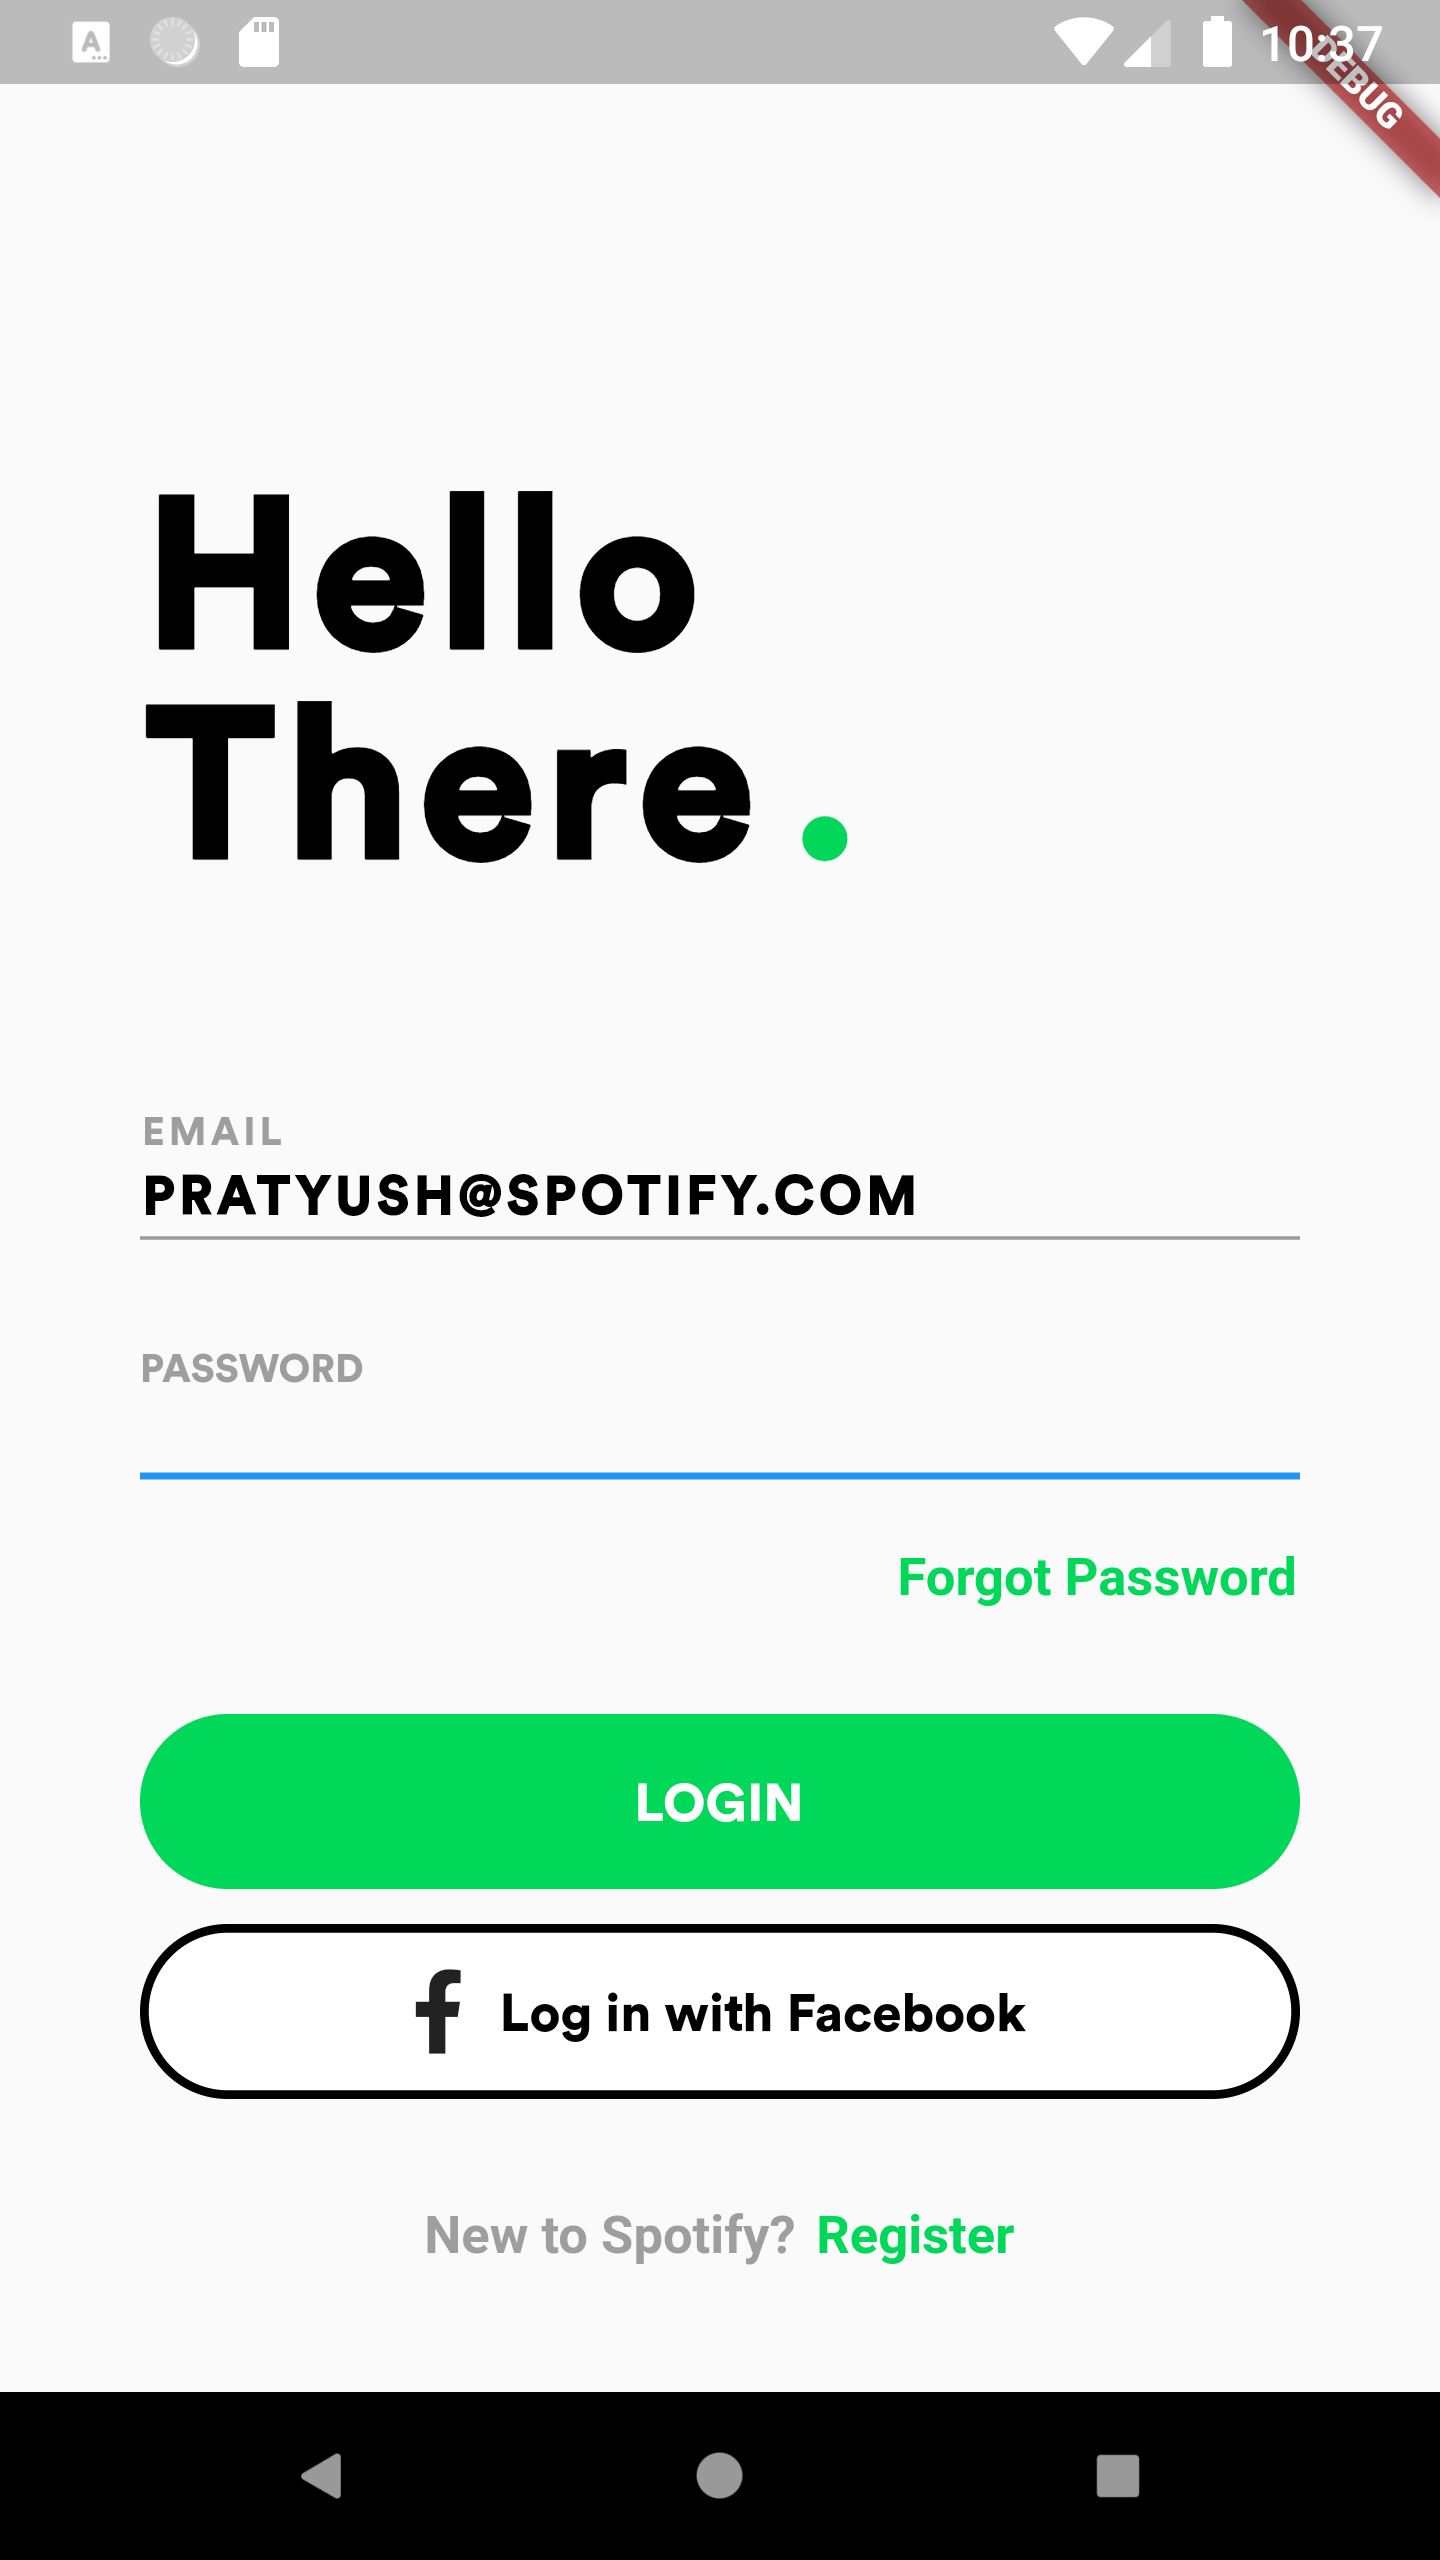 10:37
DEBUG
Hello
There.
EMAIL
PRATYUSH@SPOTIFY.COM
PASSWORD
Forgot Password
LOGIN
f Log in with Facebook
New to Spotify? Register